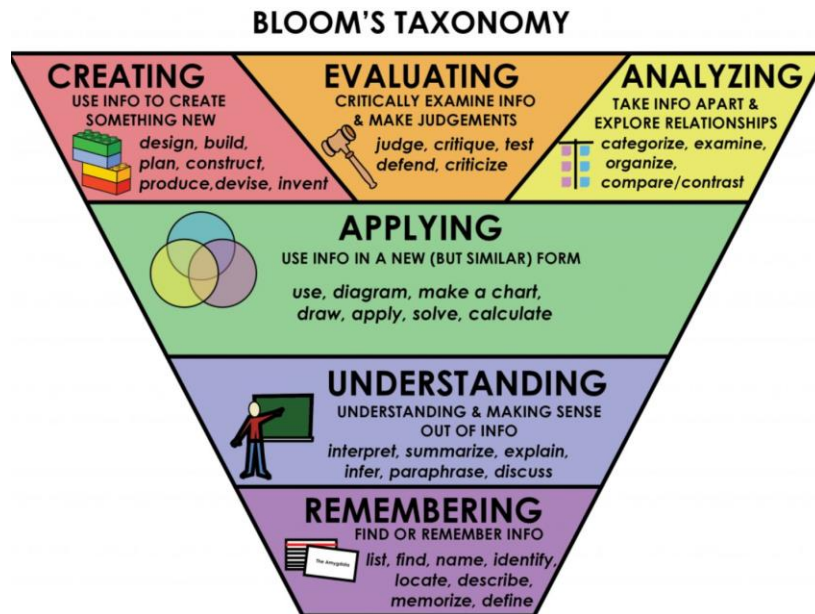 BLOOM'S TAXONOMY
CREATING
USE INFO TO CREATE
SOMETHING NEW
design, build,
plan, construct,
produce,devise, invent
EVALUATING
CRITICALLY EXAMINE INFO
& MAKE JUDGEMENTS
judge, critique, test
defend, criticize
ANALYZING
TAKE INFO APART &
EXPLORE RELATIONSHIPS
categorize, examine,
organize,
compare/contrast
APPLYING
USE INFO IN A NEW (BUT SIMILAR) FORM
use, diagram, make a chart,
draw, apply, solve, calculate
UNDERSTANDING
UNDERSTANDING & MAKING SENSE
OUT OF INFO
interpret, summarize, explain,
infer, paraphrase, discuss
REMEMBERING
FIND OR REMEMBER INFO
The Amygdala
list, find, name, identify,
locate, describe,
memorize, define